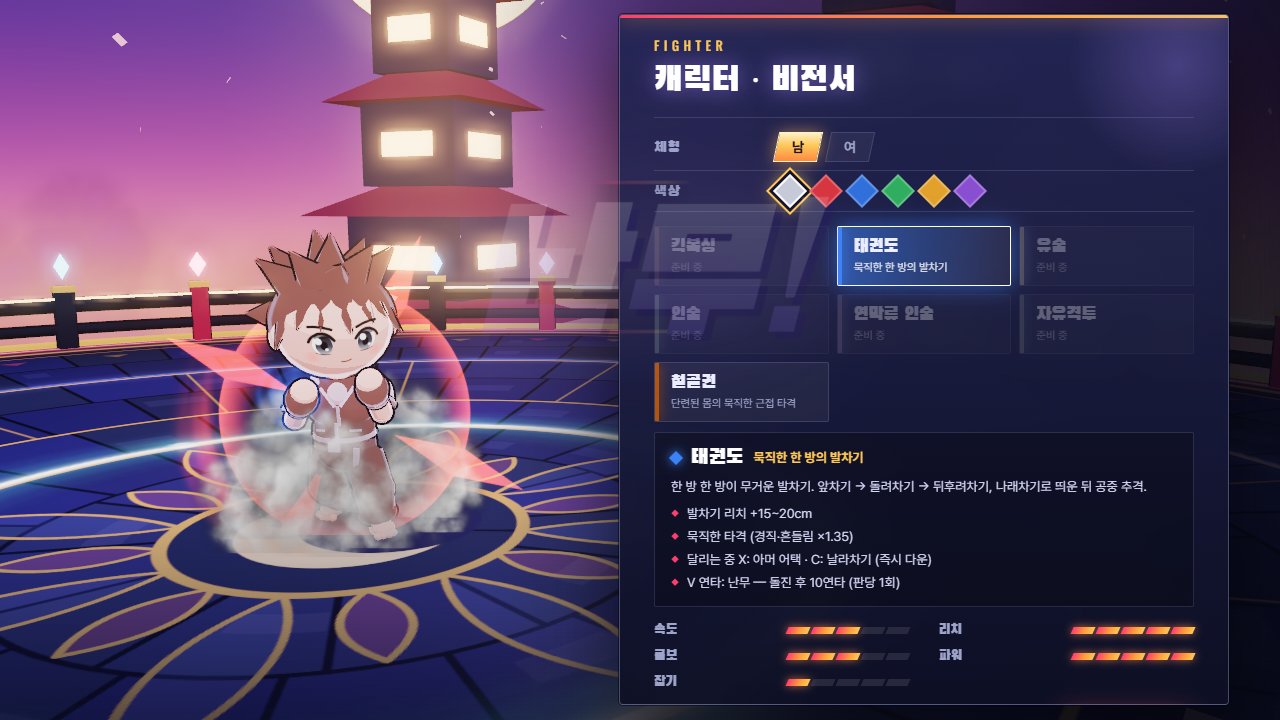 FIGHTER
캐릭터 · 비전서
체형
남
여
색상
바루!
킥복싱
준비 중
태권도
묵직한 한 방의 발차기
유술
준비 중
인술
준비 중
연막류 인술
준비 중
자유격투
준비 중
철곧권
단련된 몸의 묵직한 근접 타격
태권도 묵직한 한 방의 발차기
한 방 한 방이 무거운 발차기. 앞차기 → 돌려차기 → 뒤후려차기, 나래차기로 띄운 뒤 공중 추격.
발차기 리치 +15~20cm
묵직한 타격 (경직·흔들림 ×1.35)
달리는 중 X: 아머 어택 · C: 날라차기 (즉시 다운)
V 연타: 난무 — 돌진 후 10연타 (판당 1회)
속도
리치
콤보
파워
잡기